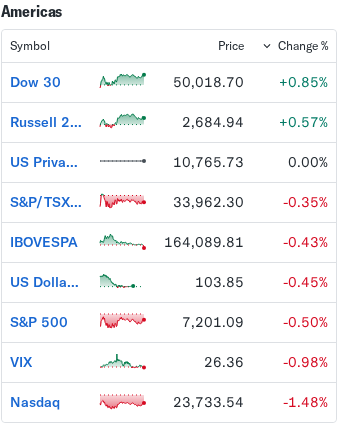 Americas
Symbol Price Change %
Dow 30 50,018.70 +0.85%
Russell 2... 2,684.94 +0.57%
US Priva... 10,765.73 0.00%
S&P/TSX... 33,962.30 -0.35%
IBOVESPA 164,089.81 -0.43%
US Dolla... 103.85 -0.45%
S&P 500 7,201.09 -0.50%
VIX 26.36 -0.98%
Nasdaq 23,733.54 -1.48%